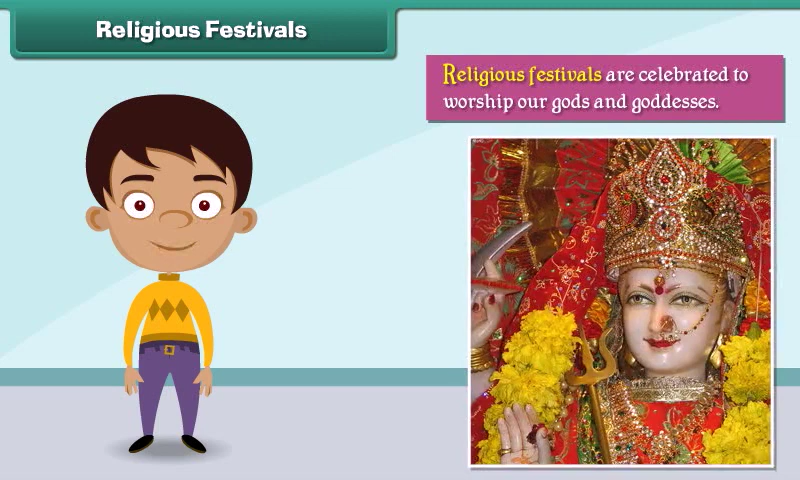 Religious Festivals
Religious festivals are celebrated to
worship our gods and goddesses.